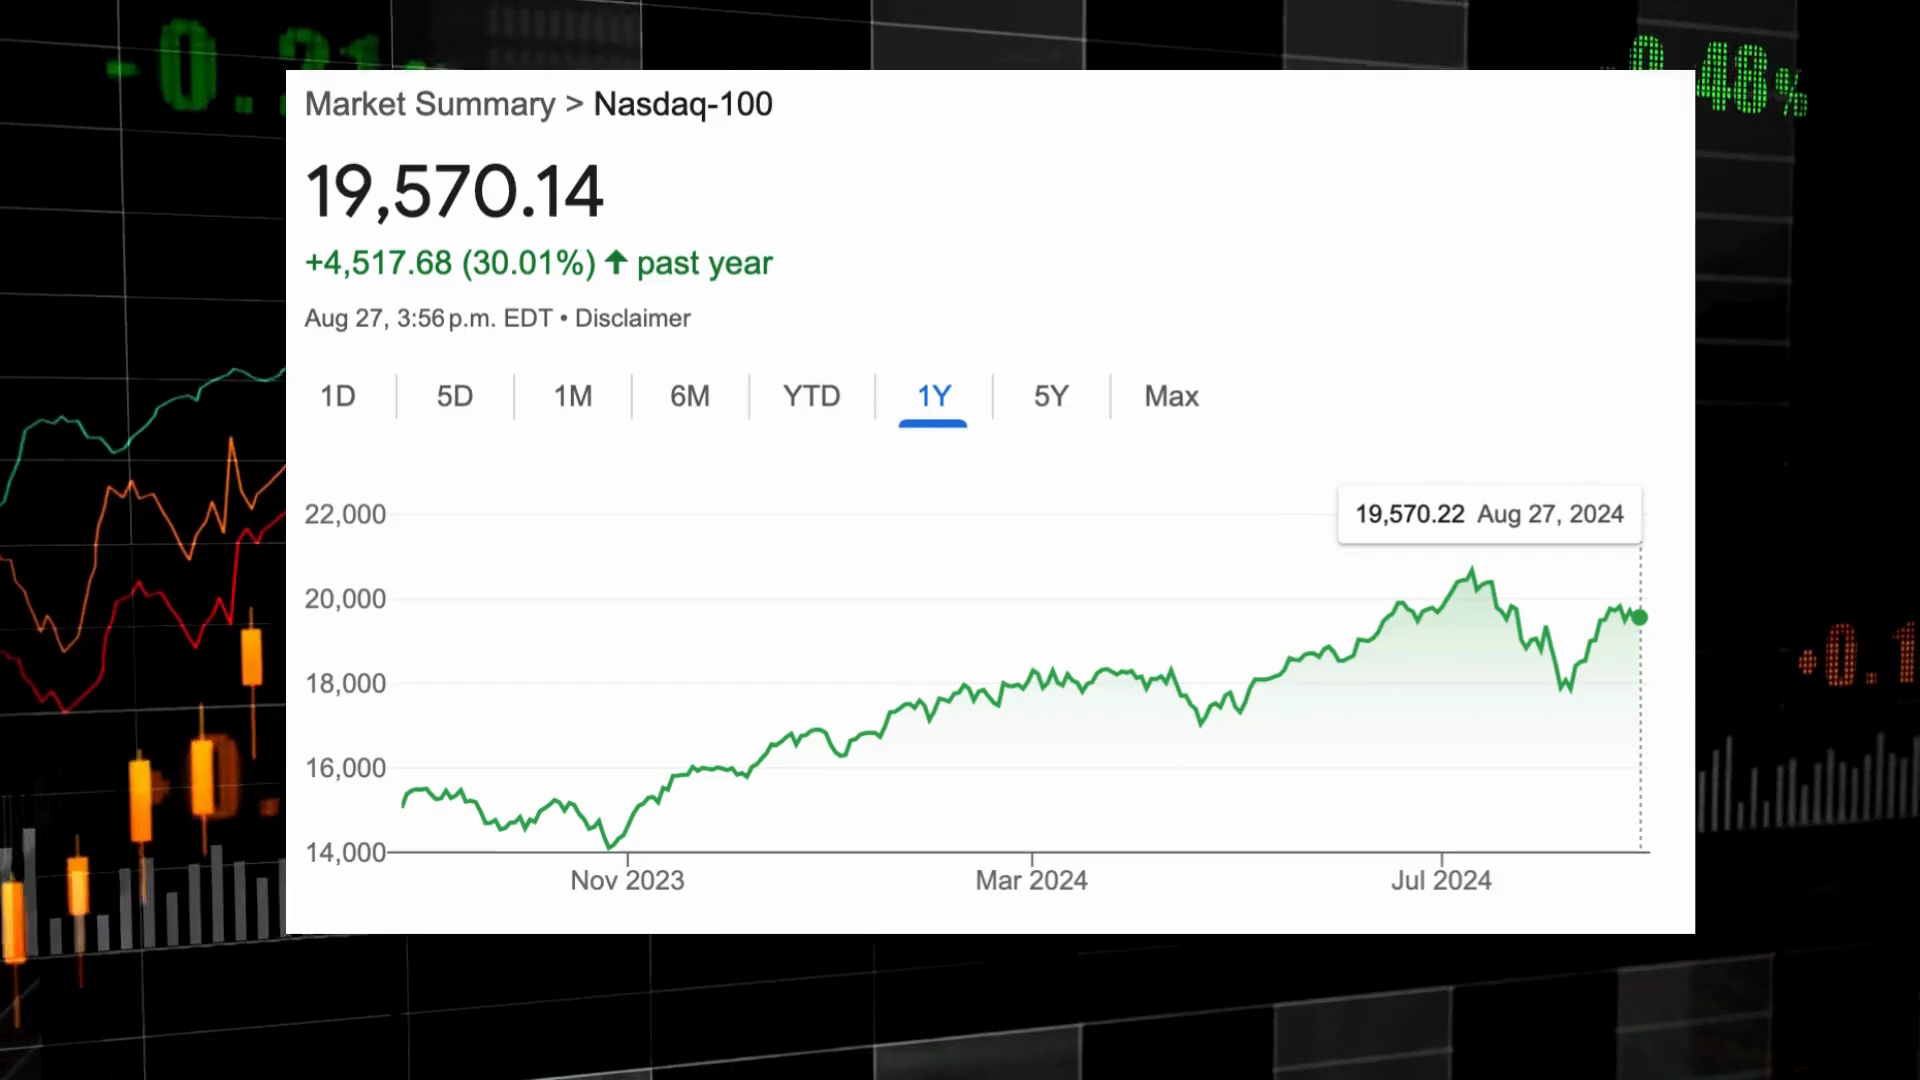 Market Summary > Nasdaq-100
19,570.14
+4,517.68 (30.01%) ↑ past year
Aug 27, 3:56 p.m. EDT • Disclaimer
1D 5D 1M 6M YTD 1Y 5Y Max
19,570.22 Aug 27, 2024
22,000
20,000
18,000
16,000
14,000
Nov 2023 Mar 2024 Jul 2024